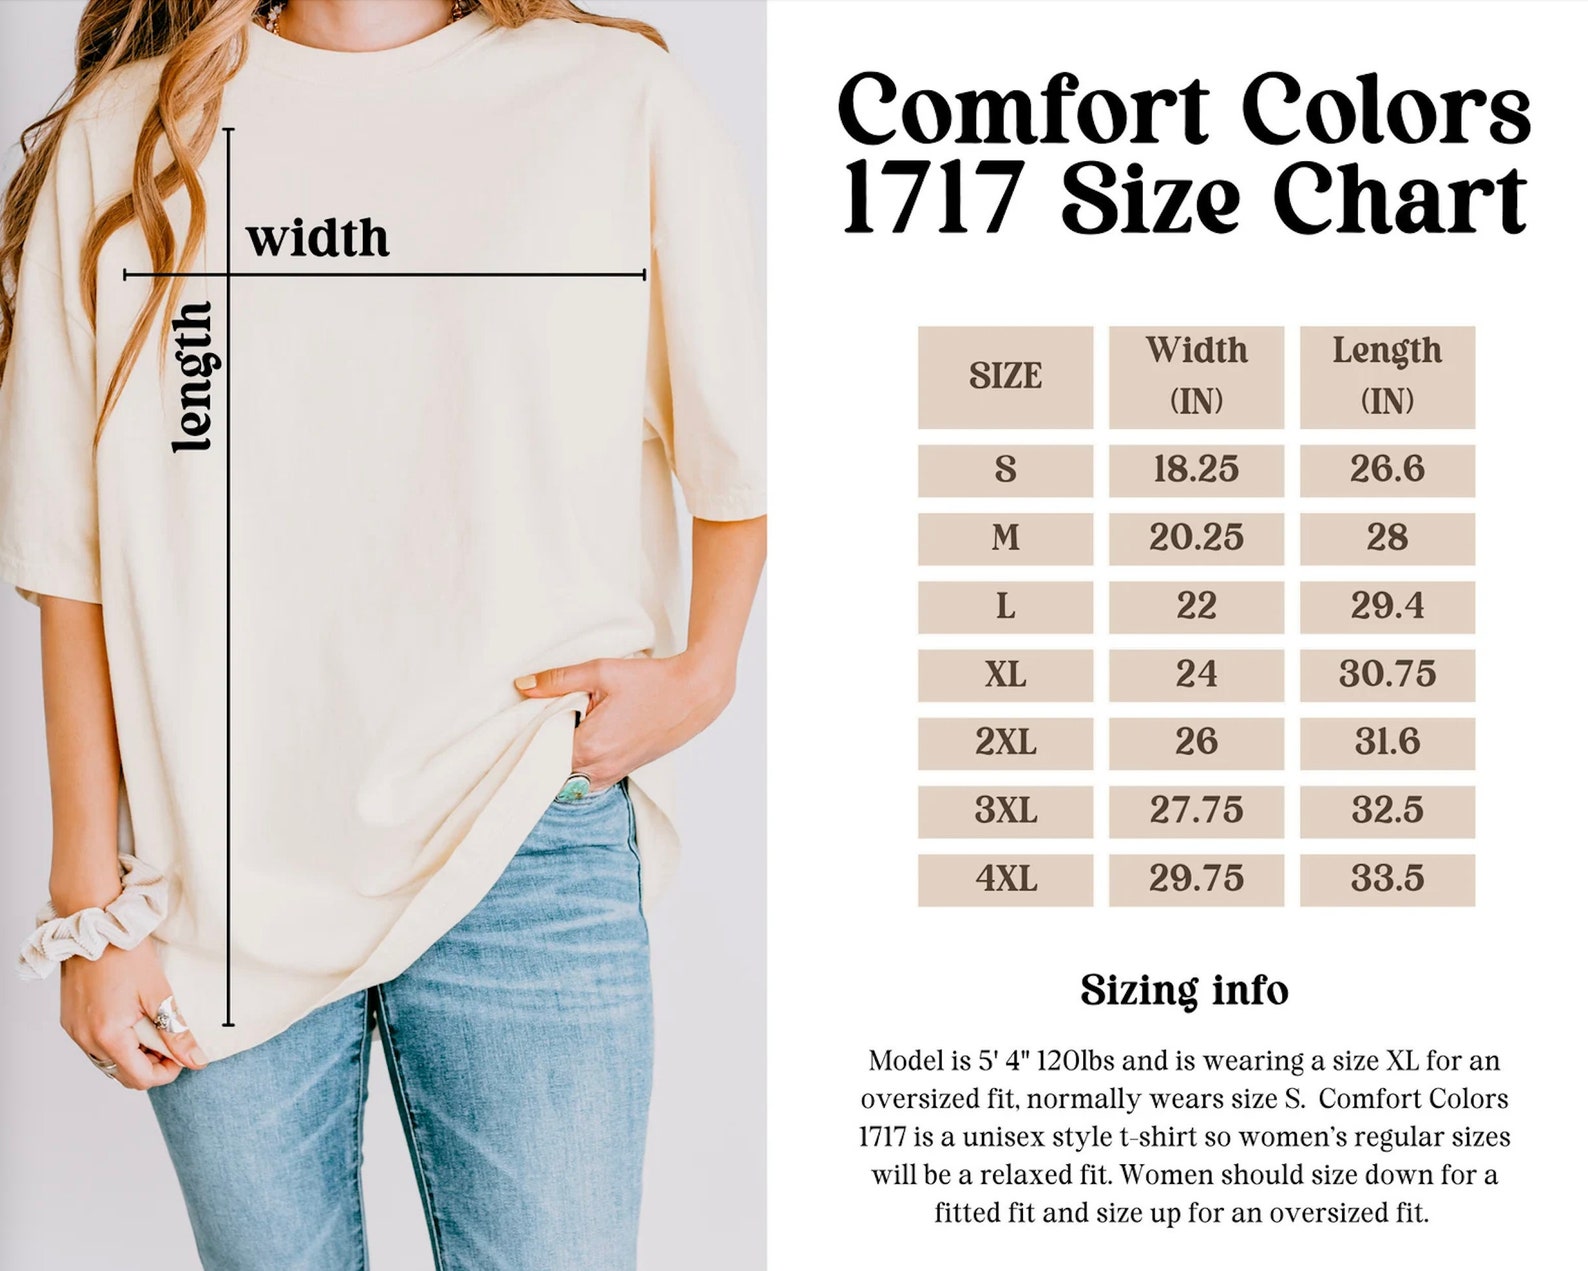 width
length
Comfort Colors
1717 Size Chart
SIZE
Width
(IN)
Length
(IN)
S 18.25 26.6
M 20.25 28
L 22 29.4
XL 24 30.75
2XL 26 31.6
3XL 27.75 32.5
4XL 29.75 33.5
Sizing info
Model is 5' 4" 120lbs and is wearing a size XL for an
oversized fit, normally wears size S. Comfort Colors
1717 is a unisex style t-shirt so women’s regular sizes
will be a relaxed fit. Women should size down for a
fitted fit and size up for an oversized fit.